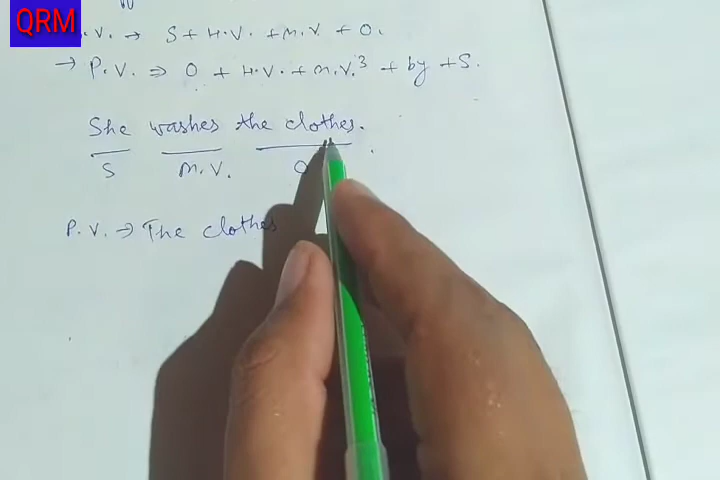 QRM
.V. → S + H.V. + M.V. + O.
→ P.V. ⇒ O + H.V. + m.V.³ + by + S.
She washes the clothes.
S M.V. O
P.V. → The clothes